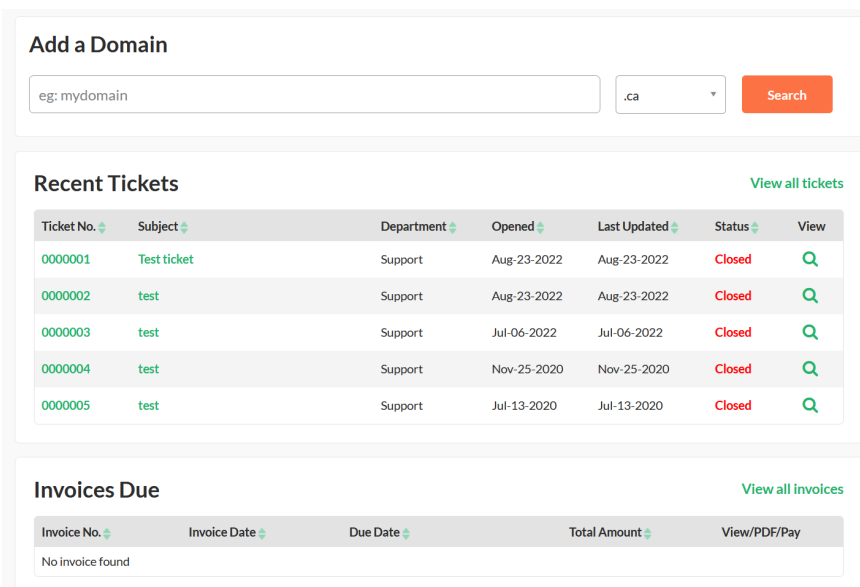 Add a Domain
eg: mydomain .ca Search
Recent Tickets View all tickets
Ticket No. Subject Department Opened Last Updated Status View
0000001 Test ticket Support Aug-23-2022 Aug-23-2022 Closed
0000002 test Support Aug-23-2022 Aug-23-2022 Closed
0000003 test Support Jul-06-2022 Jul-06-2022 Closed
0000004 test Support Nov-25-2020 Nov-25-2020 Closed
0000005 test Support Jul-13-2020 Jul-13-2020 Closed
Invoices Due View all invoices
Invoice No. Invoice Date Due Date Total Amount View/PDF/Pay
No invoice found